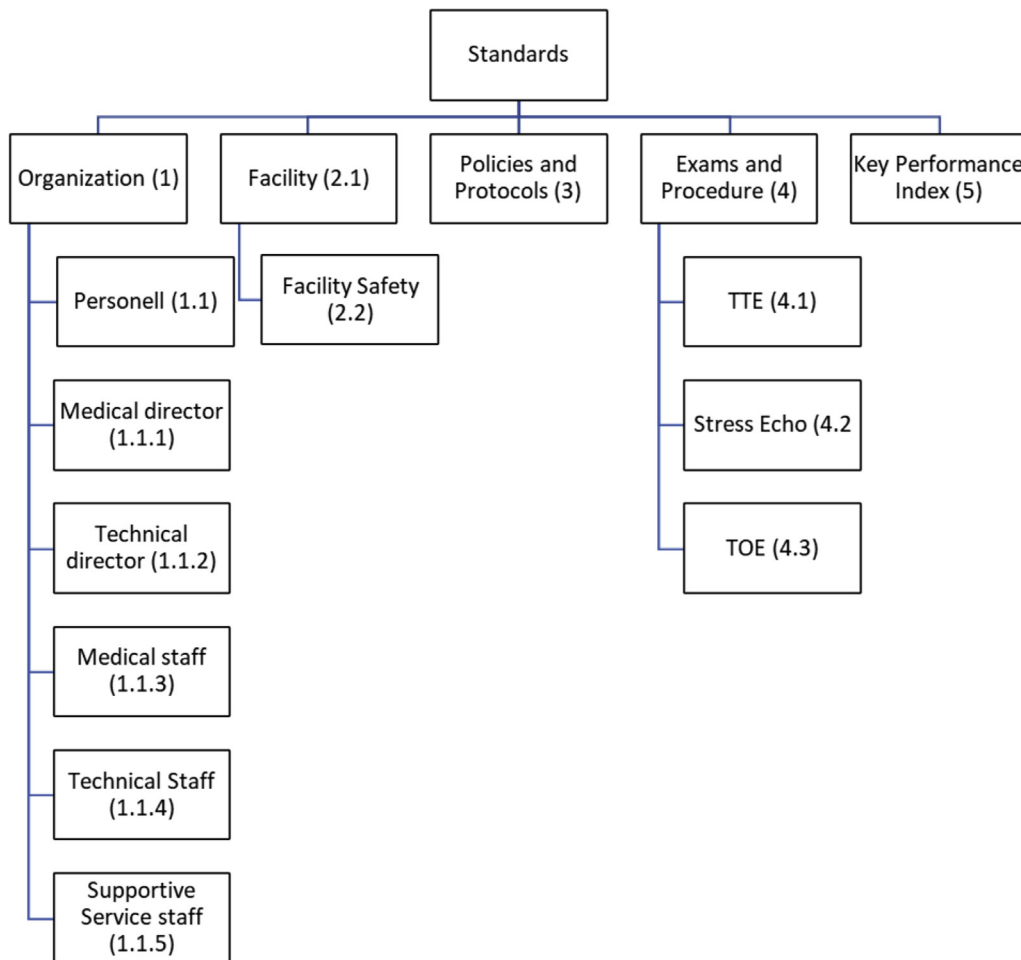 Standards
Organization (1)
Facility (2.1)
Policies and
Protocols (3)
Exams and
Procedure (4)
Key Performance
Index (5)
Personell (1.1)
Medical director
(1.1.1)
Technical
director (1.1.2)
Medical staff
(1.1.3)
Technical Staff
(1.1.4)
Supportive
Service staff
(1.1.5)
Facility Safety
(2.2)
TTE (4.1)
Stress Echo (4.2
TOE (4.3)